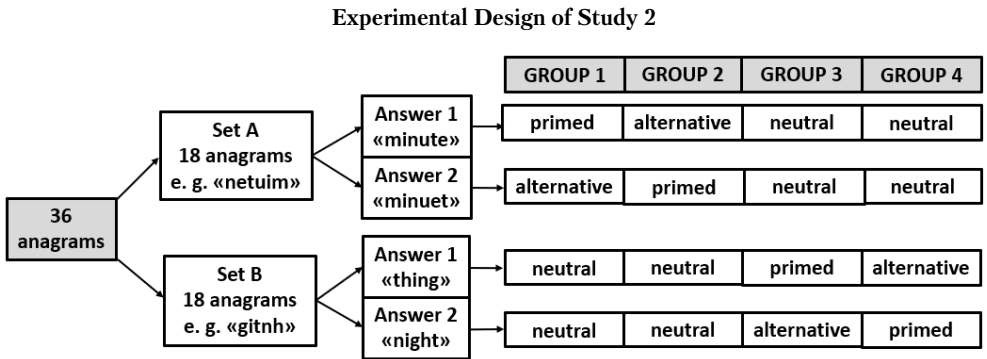 Experimental Design of Study 2
GROUP 1 GROUP 2 GROUP 3 GROUP 4
Set A
18 anagrams
e. g. «netuim»
Answer 1
«minute»
primed alternative neutral neutral
Answer 2
«minuet»
alternative primed neutral neutral
36
anagrams
Set B
18 anagrams
e. g. «gitnh»
Answer 1
«thing»
neutral neutral primed alternative
Answer 2
«night»
neutral neutral alternative primed